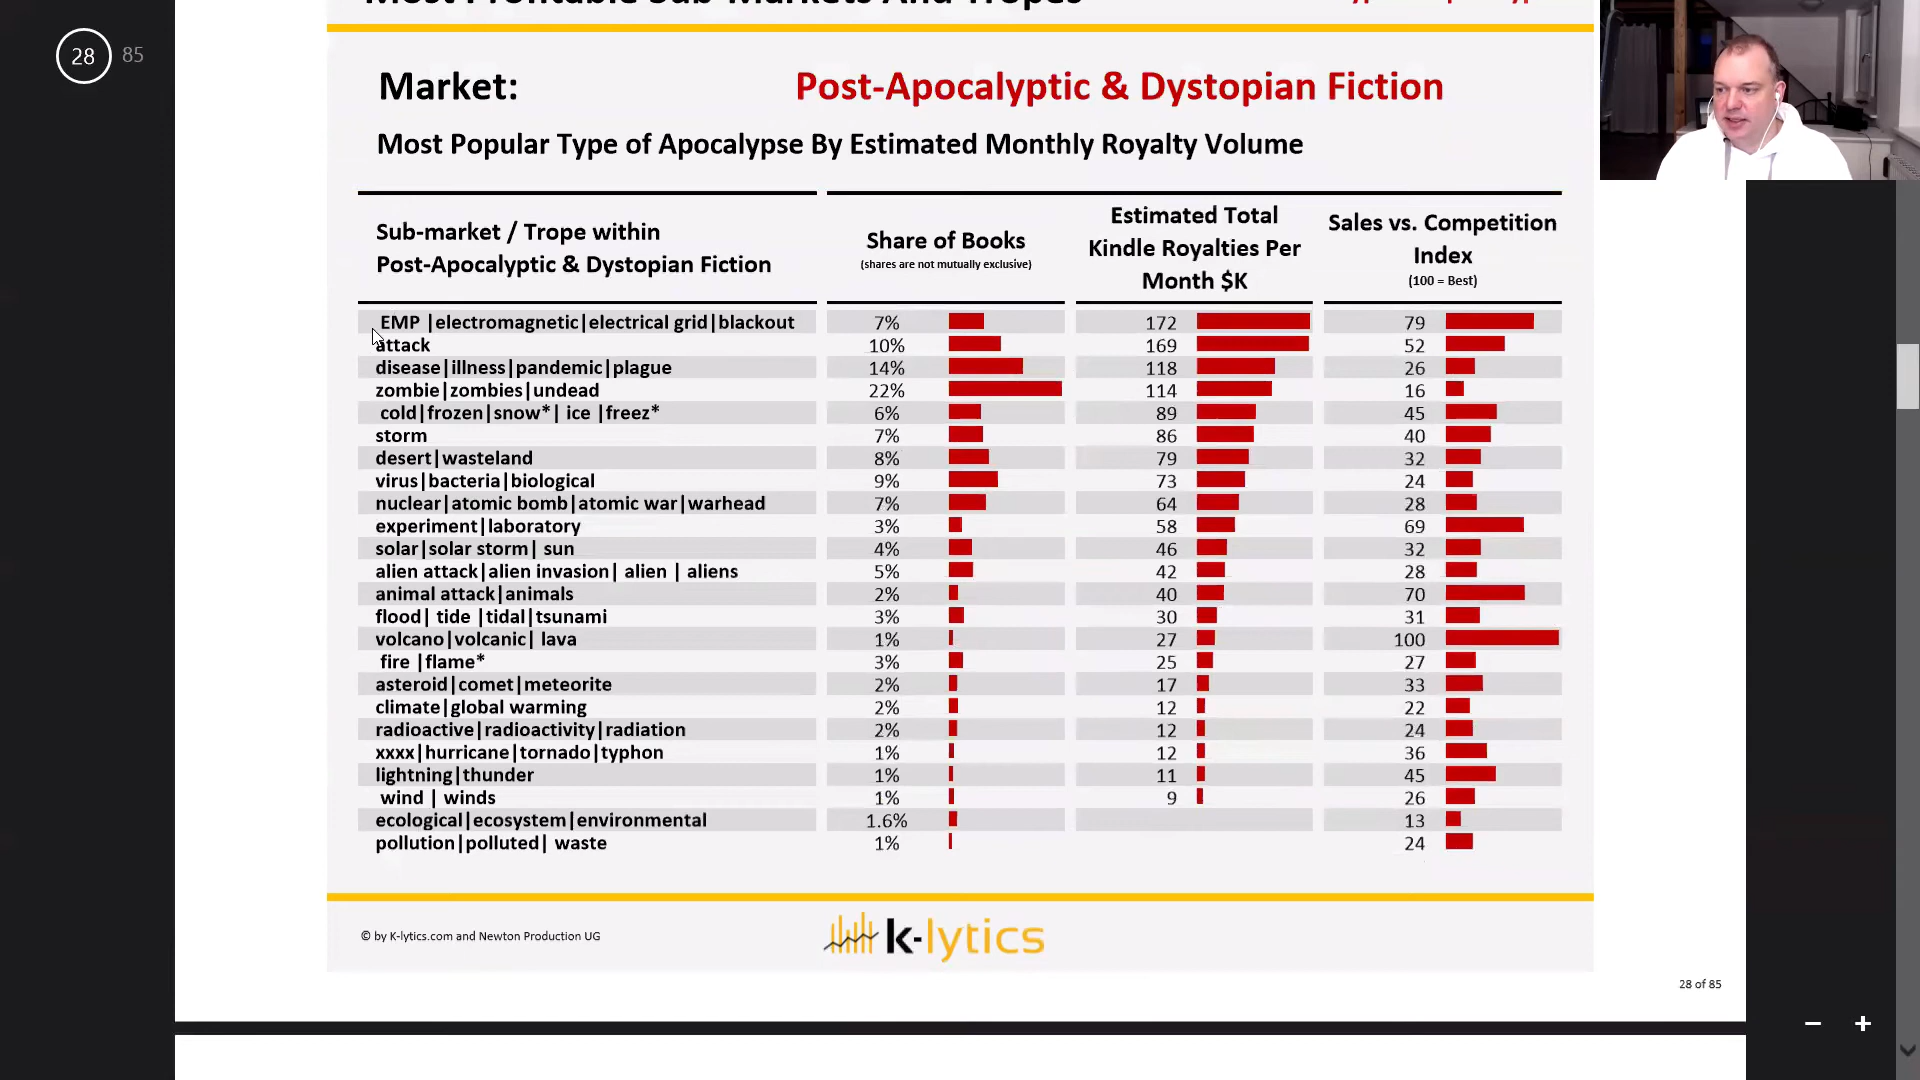 28 85
Most Profitable Sub-Markets And Tropes
Market: Post-Apocalyptic & Dystopian Fiction
Most Popular Type of Apocalypse By Estimated Monthly Royalty Volume
Sub-market / Trope within
Post-Apocalyptic & Dystopian Fiction
Share of Books
(shares are not mutually exclusive)
Estimated Total
Kindle Royalties Per
Month $K
Sales vs. Competition
Index
(100 = Best)
EMP |electromagnetic|electrical grid|blackout 7% 172 79
attack 10% 169 52
disease|illness|pandemic|plague 14% 118 26
zombie|zombies|undead 22% 114 16
cold|frozen|snow*| ice |freez* 6% 89 45
storm 7% 86 40
desert|wasteland 8% 79 32
virus|bacteria|biological 9% 73 24
nuclear|atomic bomb|atomic war|warhead 7% 64 28
experiment|laboratory 3% 58 69
solar|solar storm| sun 4% 46 32
alien attack|alien invasion| alien | aliens 5% 42 28
animal attack|animals 2% 40 70
flood| tide |tidal|tsunami 3% 30 31
volcano|volcanic| lava 1% 27 100
fire |flame* 3% 25 27
asteroid|comet|meteorite 2% 17 33
climate|global warming 2% 12 22
radioactive|radioactivity|radiation 2% 12 24
xxxx|hurricane|tornado|typhon 1% 12 36
lightning|thunder 1% 11 45
wind | winds 1% 9 26
ecological|ecosystem|environmental 1.6% 13
pollution|polluted| waste 1% 24
© by K-lytics.com and Newton Production UG
k-lytics
28 of 85